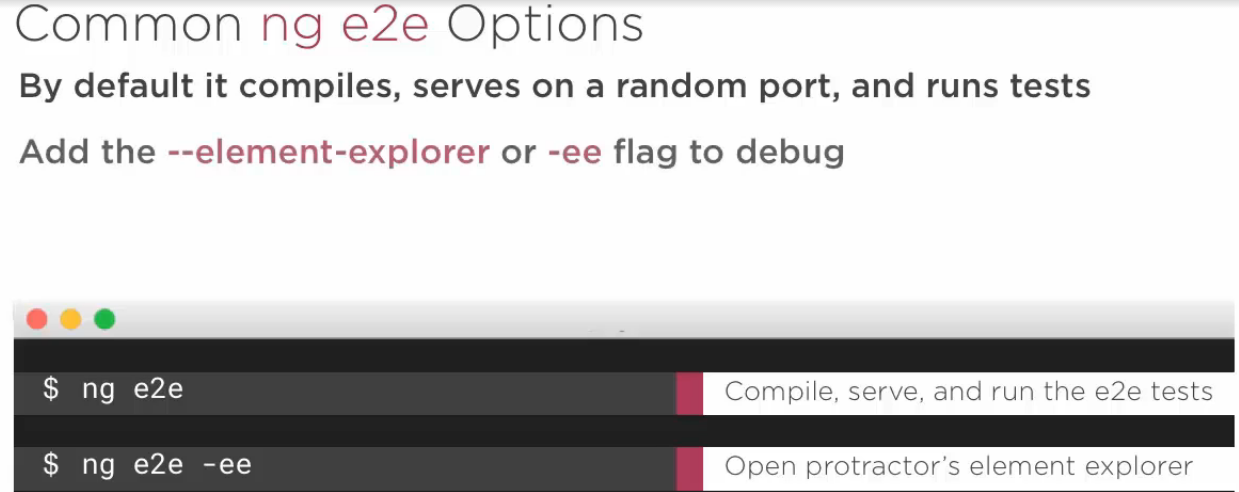 Common ng e2e Options
By default it compiles, serves on a random port, and runs tests
Add the --element-explorer or -ee flag to debug
$ ng e2e
Compile, serve, and run the e2e tests
$ ng e2e -ee
Open protractor's element explorer